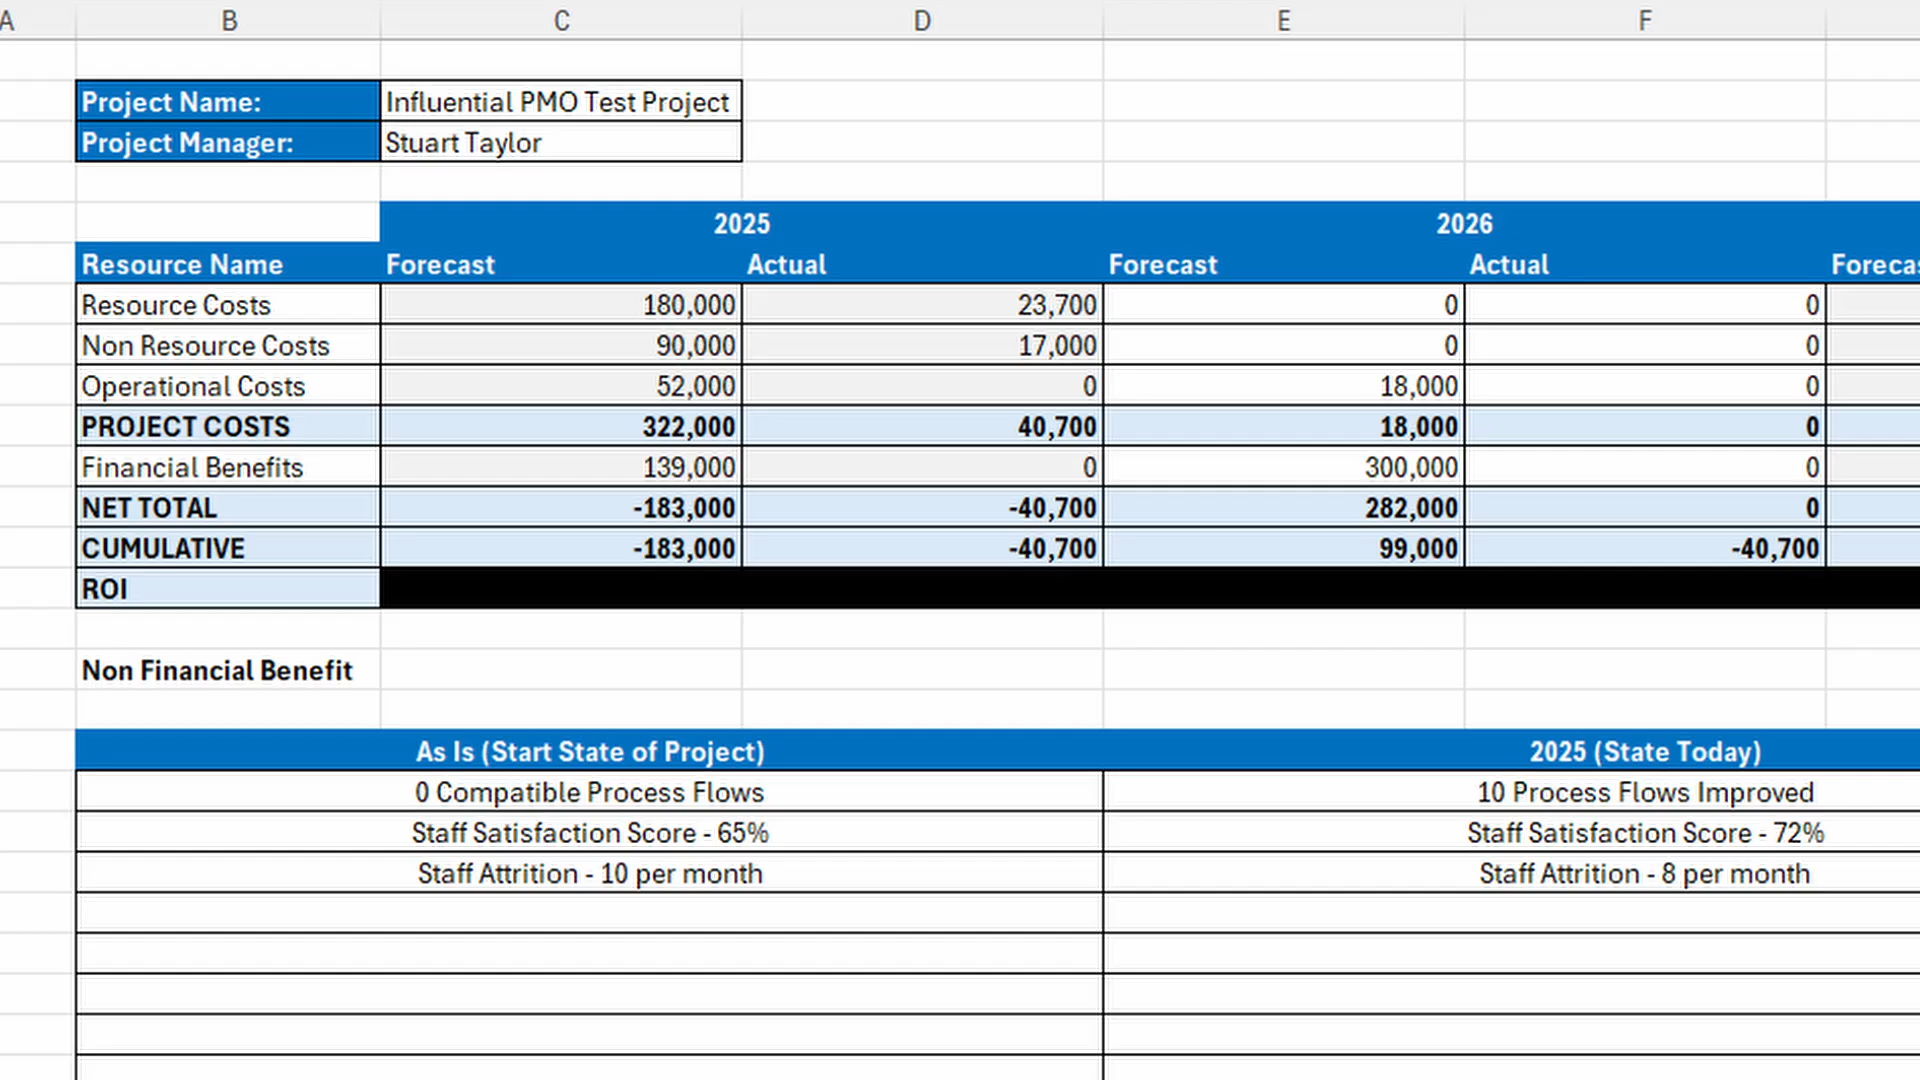 A B C D E F
Project Name: Influential PMO Test Project
Project Manager: Stuart Taylor
2025 2026
Resource Name Forecast Actual Forecast Actual
Resource Costs 180,000 23,700 0 0
Non Resource Costs 90,000 17,000 0 0
Operational Costs 52,000 0 18,000 0
PROJECT COSTS 322,000 40,700 18,000 0
Financial Benefits 139,000 0 300,000 0
NET TOTAL -183,000 -40,700 282,000 0
CUMULATIVE -183,000 -40,700 99,000 -40,700
ROI
Non Financial Benefit
As Is (Start State of Project) 2025 (State Today)
0 Compatible Process Flows 10 Process Flows Improved
Staff Satisfaction Score - 65% Staff Satisfaction Score - 72%
Staff Attrition - 10 per month Staff Attrition - 8 per month